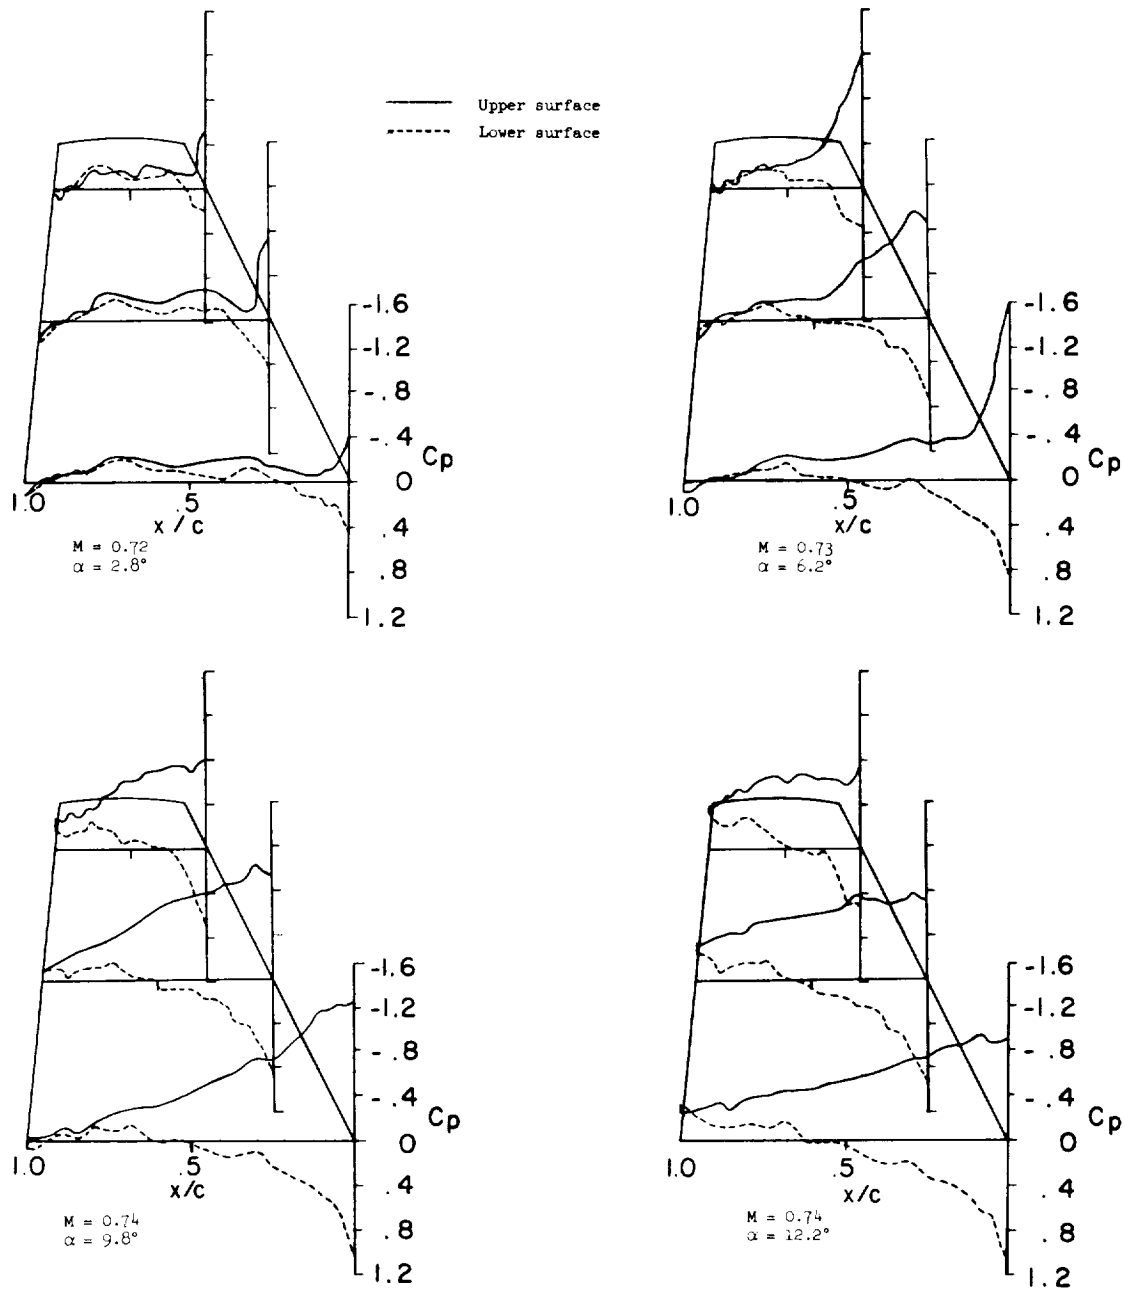 Upper surface
Lower surface
-1.6
-1.2
-.8
-.4
Cp
0
.4
.8
1.2
1.0
.5
x/c
M = 0.72
α = 2.8°
-1.6
-1.2
-.8
-.4
Cp
0
.4
.8
1.2
1.0
.5
x/c
M = 0.73
α = 6.2°
-1.6
-1.2
-.8
-.4
Cp
0
.4
.8
1.2
1.0
.5
x/c
M = 0.74
α = 9.8°
-1.6
-1.2
-.8
-.4
Cp
0
.4
.8
1.2
1.0
.5
x/c
M = 0.74
α = 12.2°